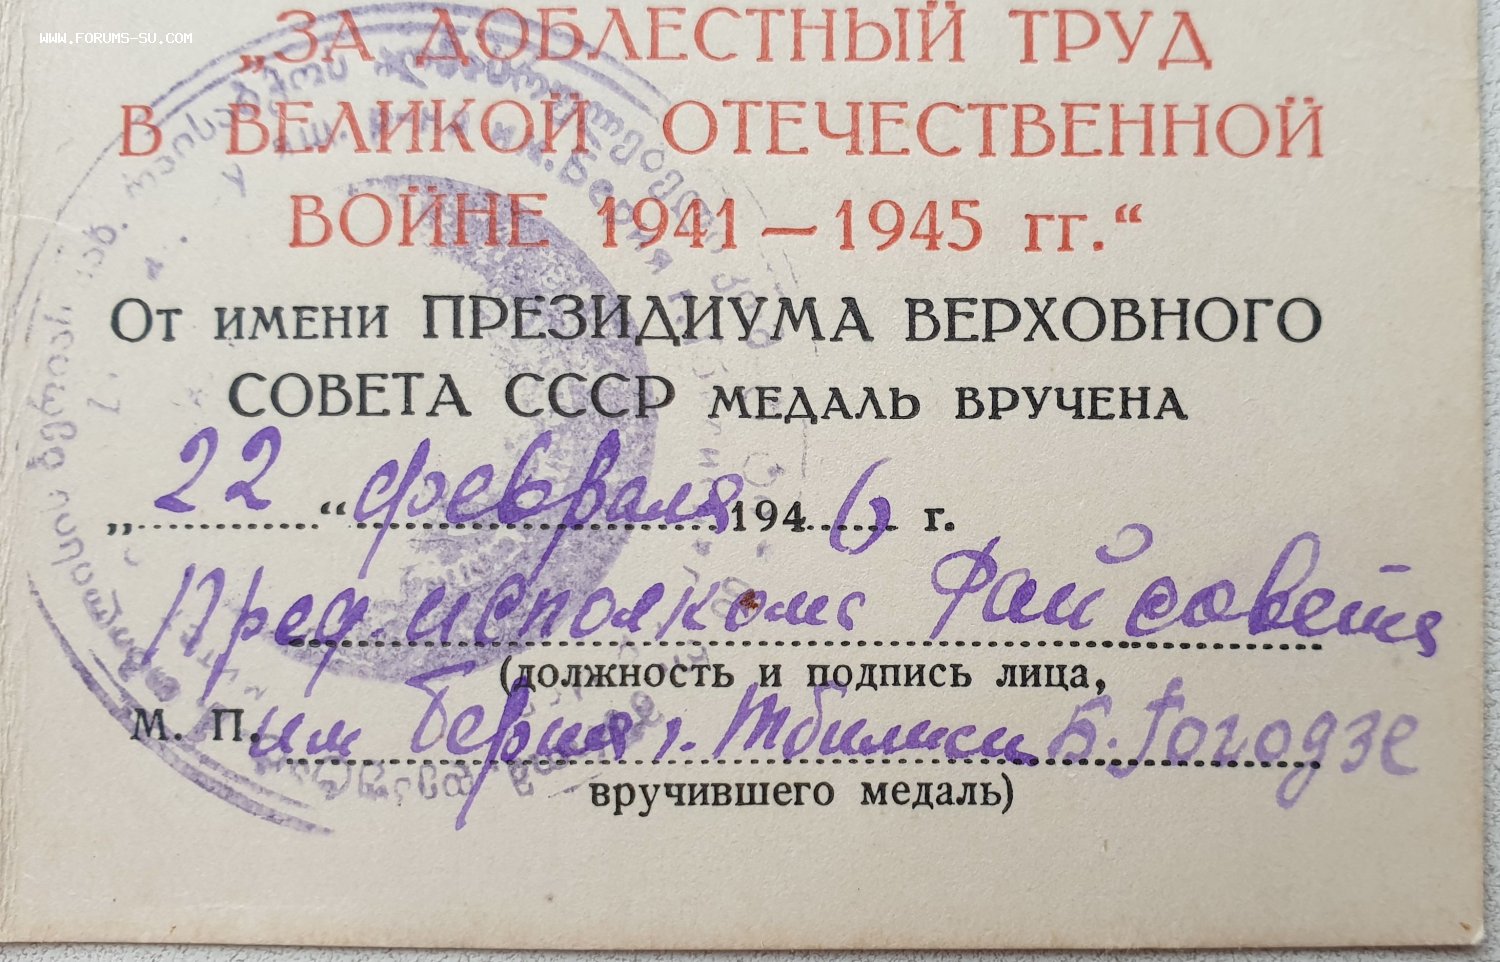 WWW.FORUMS-SU.COM
„ЗА ДОБЛЕСТНЫЙ ТРУД
В ВЕЛИКОЙ ОТЕЧЕСТВЕННОЙ
ВОЙНЕ 1941—1945 гг.“
От имени ПРЕЗИДИУМА ВЕРХОВНОГО
СОВЕТА СССР МЕДАЛЬ ВРУЧЕНА
„22“ февраля 1946 г.
Пред. исполкома Райсовета
(должность и подпись лица,
М. П. им Берия г. Тбилиси Б. Гогодзе
вручившего медаль)